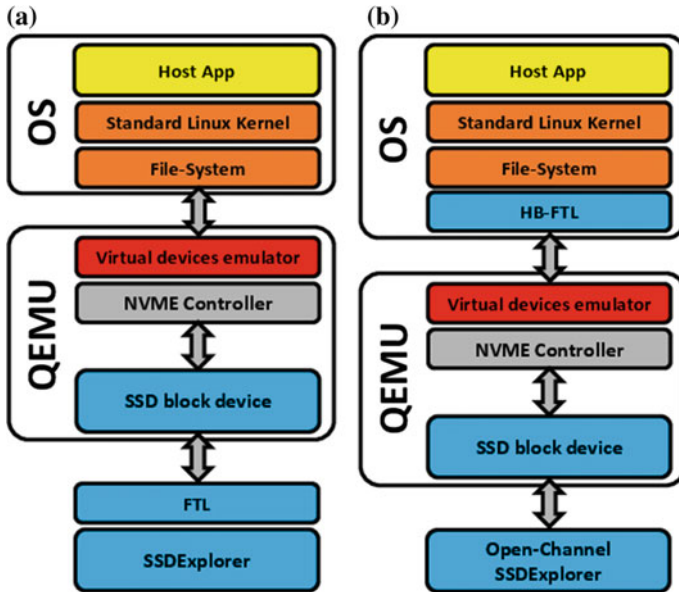 (a)
OS
Host App
Standard Linux Kernel
File-System
QEMU
Virtual devices emulator
NVME Controller
SSD block device
FTL
SSDExplorer
(b)
OS
Host App
Standard Linux Kernel
File-System
HB-FTL
QEMU
Virtual devices emulator
NVME Controller
SSD block device
Open-Channel
SSDExplorer